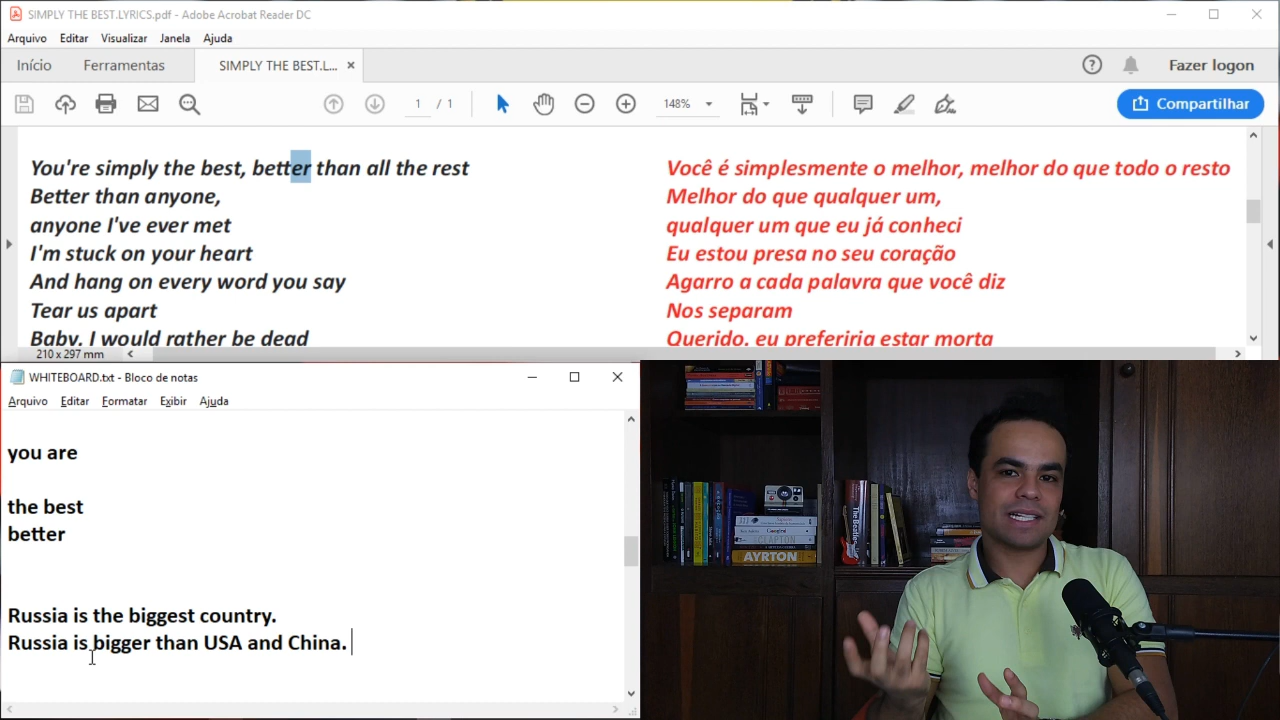 SIMPLY THE BEST.LYRICS.pdf - Adobe Acrobat Reader DC
Arquivo Editar Visualizar Janela Ajuda
Início Ferramentas SIMPLY THE BEST.L... × Fazer logon
1 / 1 148% Compartilhar
You're simply the best, better than all the rest
Better than anyone,
anyone I've ever met
I'm stuck on your heart
And hang on every word you say
Tear us apart
Baby, I would rather be dead
Você é simplesmente o melhor, melhor do que todo o resto
Melhor do que qualquer um,
qualquer um que eu já conheci
Eu estou presa no seu coração
Agarro a cada palavra que você diz
Nos separam
Querido, eu preferiria estar morta
210 x 297 mm
WHITEBOARD.txt - Bloco de notas
Arquivo Editar Formatar Exibir Ajuda
you are
the best
better
Russia is the biggest country.
Russia is bigger than USA and China.
The Beatles
CLAPTON
AYRTON